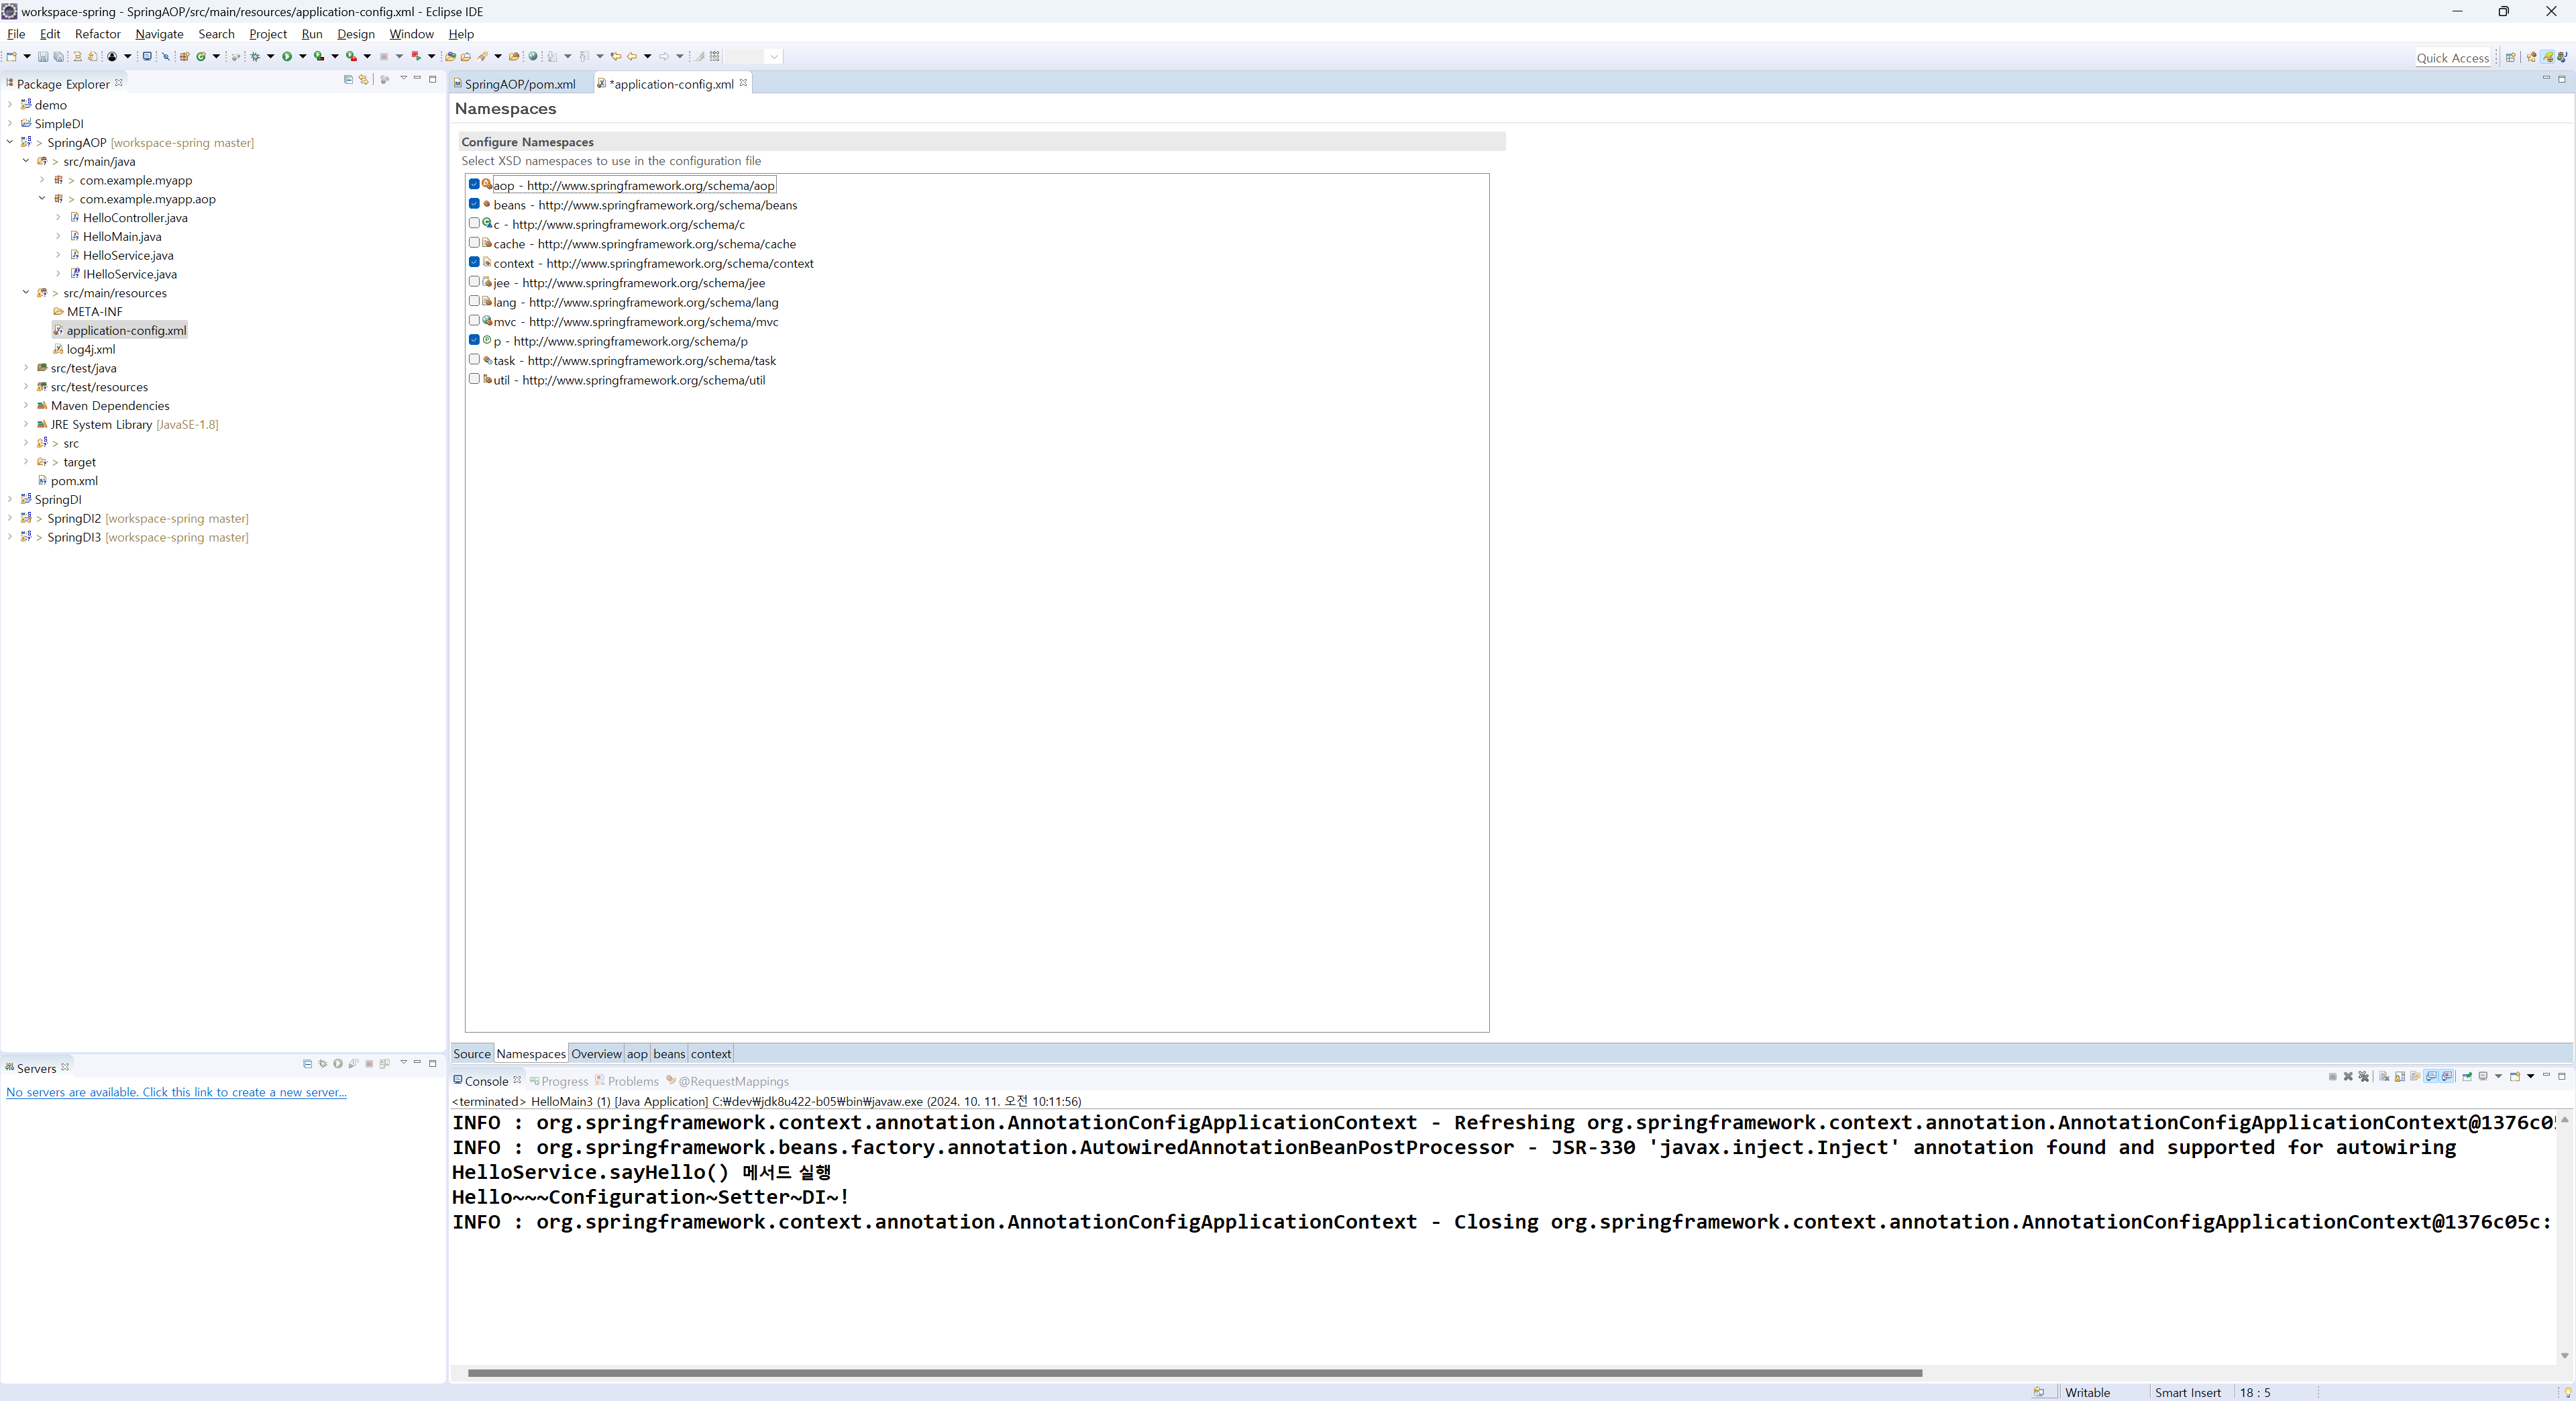 workspace-spring - SpringAOP/src/main/resources/application-config.xml - Eclipse IDE
File Edit Refactor Navigate Search Project Run Design Window Help
Quick Access
Package Explorer
demo
SimpleDI
> SpringAOP [workspace-spring master]
> src/main/java
> com.example.myapp
> com.example.myapp.aop
HelloController.java
HelloMain.java
HelloService.java
IHelloService.java
> src/main/resources
META-INF
application-config.xml
log4j.xml
src/test/java
src/test/resources
Maven Dependencies
JRE System Library [JavaSE-1.8]
> src
> target
pom.xml
SpringDI
> SpringDI2 [workspace-spring master]
> SpringDI3 [workspace-spring master]
Servers
No servers are available. Click this link to create a new server...
SpringAOP/pom.xml *application-config.xml
Namespaces
Configure Namespaces
Select XSD namespaces to use in the configuration file
aop - http://www.springframework.org/schema/aop
beans - http://www.springframework.org/schema/beans
c - http://www.springframework.org/schema/c
cache - http://www.springframework.org/schema/cache
context - http://www.springframework.org/schema/context
jee - http://www.springframework.org/schema/jee
lang - http://www.springframework.org/schema/lang
mvc - http://www.springframework.org/schema/mvc
p - http://www.springframework.org/schema/p
task - http://www.springframework.org/schema/task
util - http://www.springframework.org/schema/util
Source Namespaces Overview aop beans context
Console Progress Problems @RequestMappings
<terminated> HelloMain3 (1) [Java Application] C:₩dev₩jdk8u422-b05₩bin₩javaw.exe (2024. 10. 11. 오전 10:11:56)
INFO : org.springframework.context.annotation.AnnotationConfigApplicationContext - Refreshing org.springframework.context.annotation.AnnotationConfigApplicationContext@1376c05
INFO : org.springframework.beans.factory.annotation.AutowiredAnnotationBeanPostProcessor - JSR-330 'javax.inject.Inject' annotation found and supported for autowiring
HelloService.sayHello() 메서드 실행
Hello~~~Configuration~Setter~DI~!
INFO : org.springframework.context.annotation.AnnotationConfigApplicationContext - Closing org.springframework.context.annotation.AnnotationConfigApplicationContext@1376c05c:
Writable Smart Insert 18 : 5